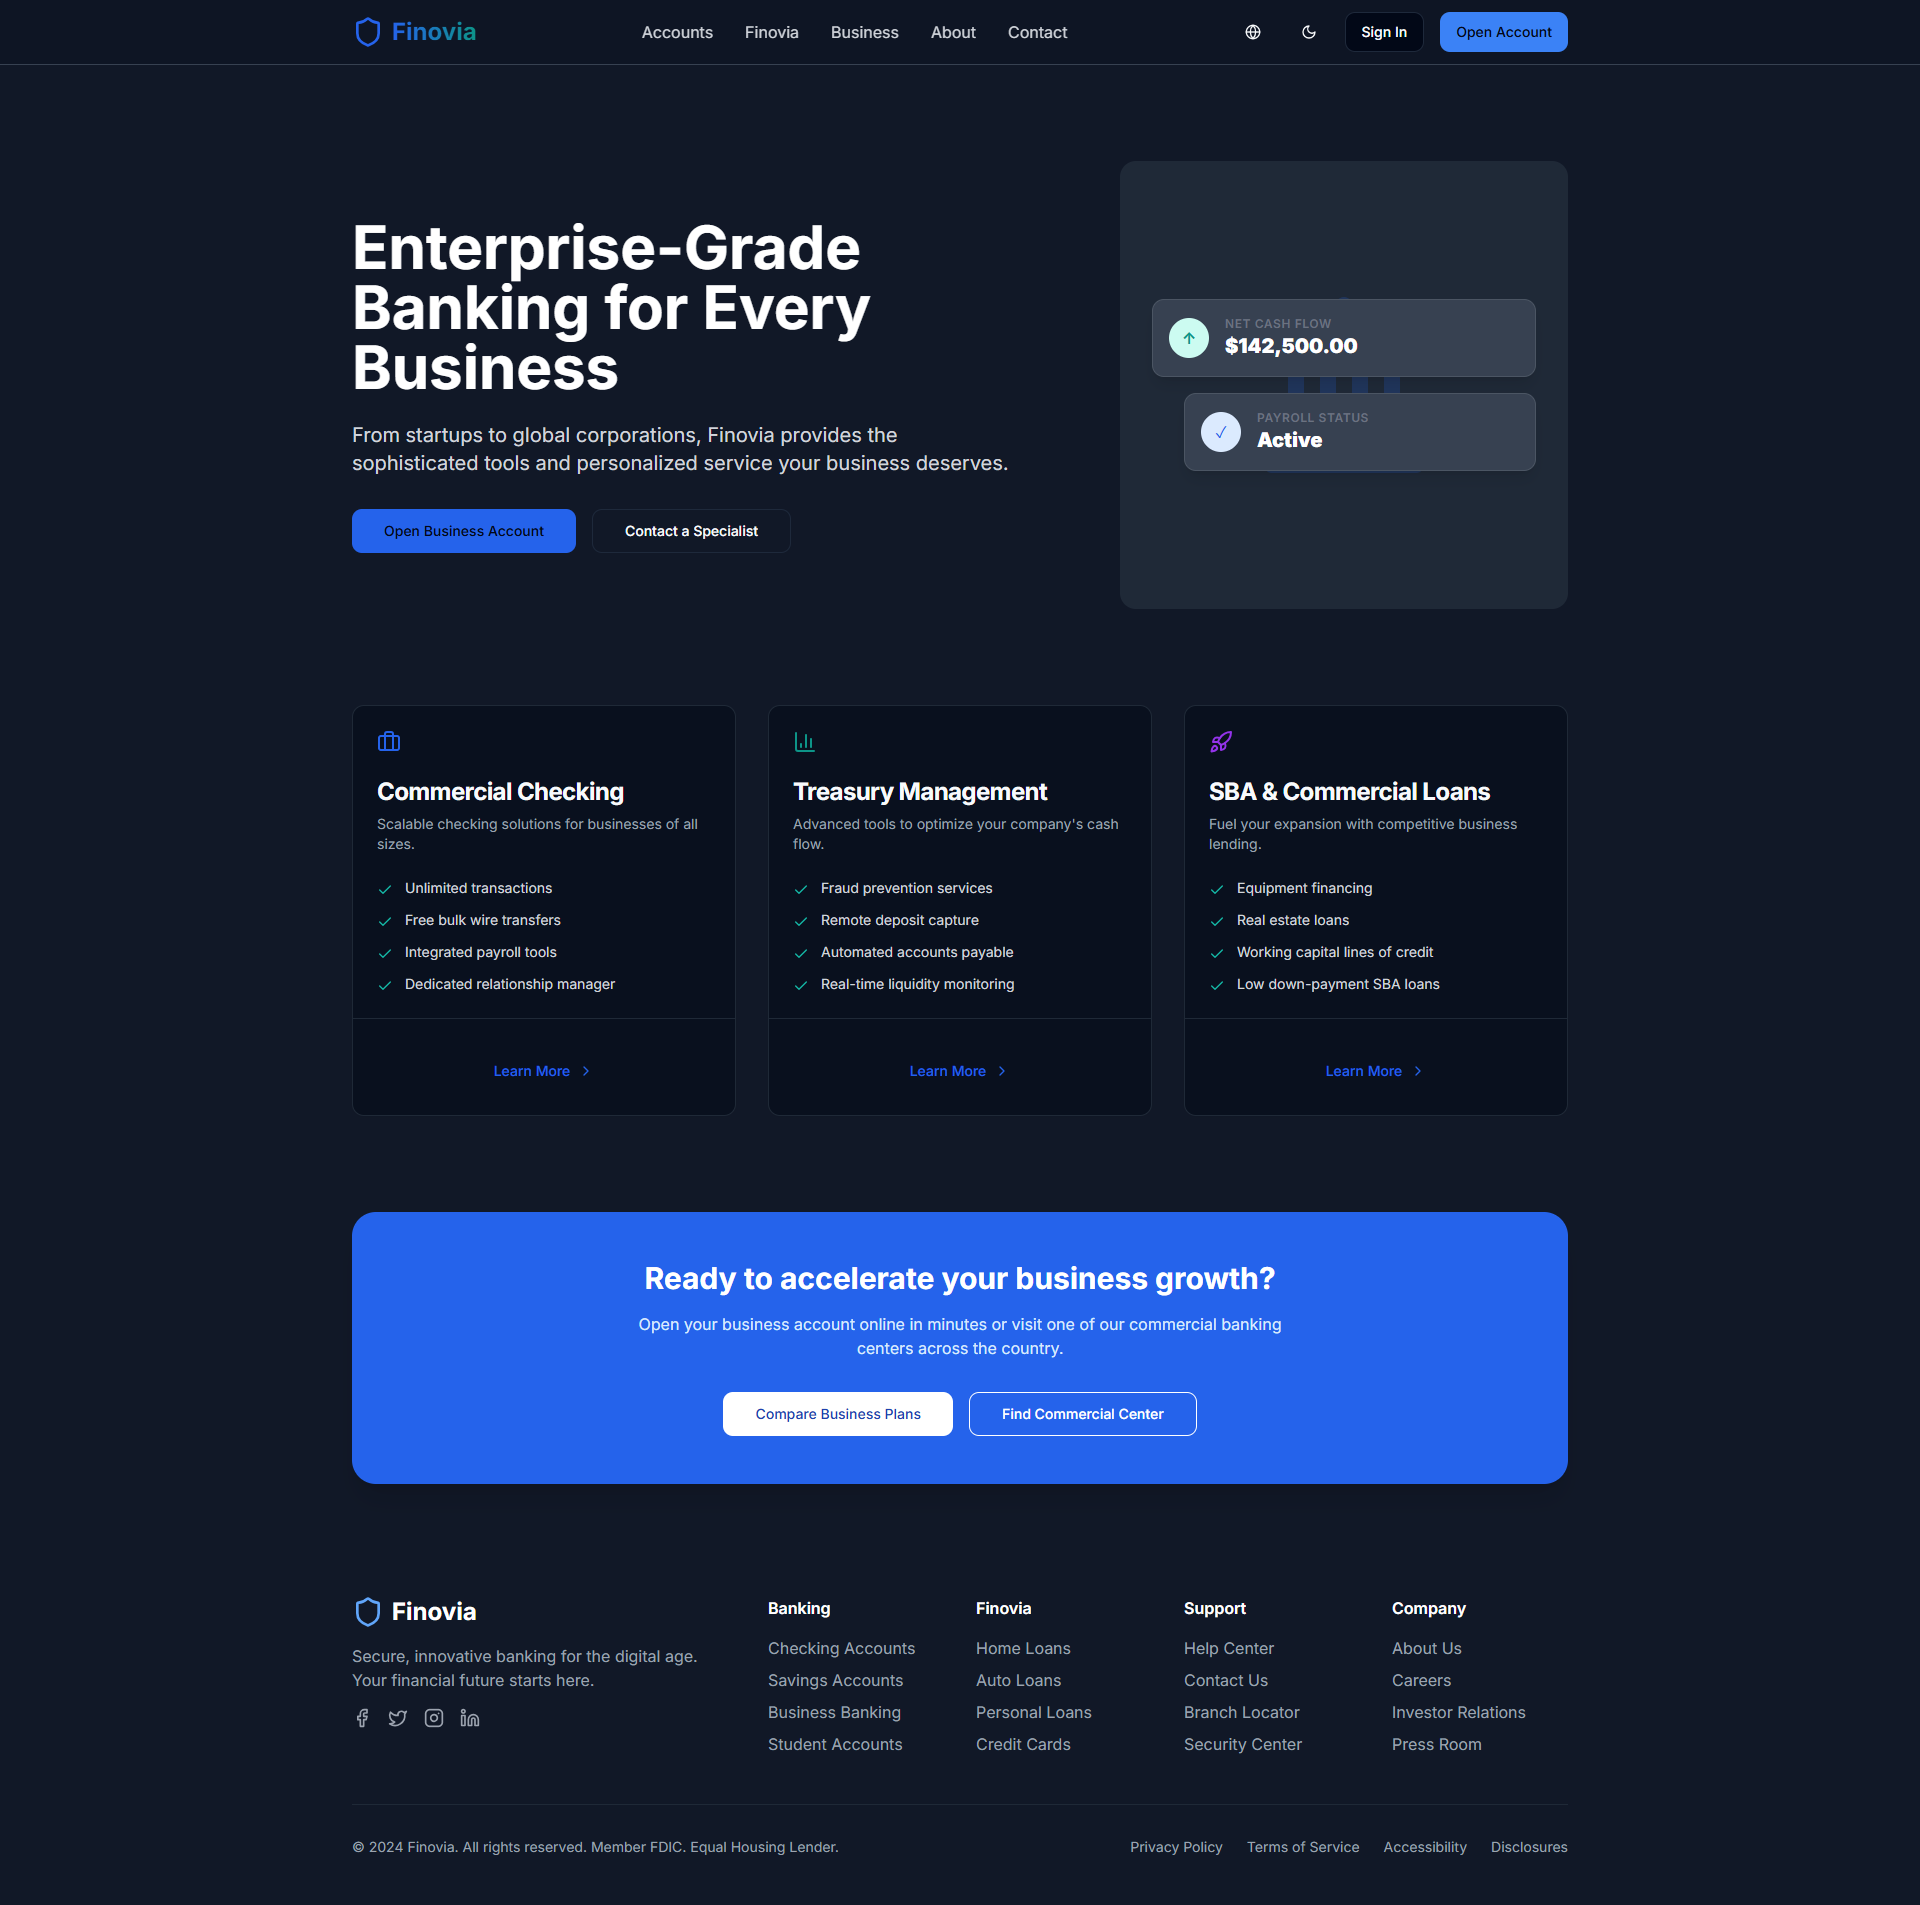 Finovia
Accounts
Finovia
Business
About
Contact
Sign In
Open Account
Enterprise-Grade
Banking for Every
Business
From startups to global corporations, Finovia provides the
sophisticated tools and personalized service your business deserves.
Open Business Account
Contact a Specialist
NET CASH FLOW
$142,500.00
PAYROLL STATUS
Active
Commercial Checking
Scalable checking solutions for businesses of all
sizes.
Unlimited transactions
Free bulk wire transfers
Integrated payroll tools
Dedicated relationship manager
Learn More
Treasury Management
Advanced tools to optimize your company's cash
flow.
Fraud prevention services
Remote deposit capture
Automated accounts payable
Real-time liquidity monitoring
Learn More
SBA & Commercial Loans
Fuel your expansion with competitive business
lending.
Equipment financing
Real estate loans
Working capital lines of credit
Low down-payment SBA loans
Learn More
Ready to accelerate your business growth?
Open your business account online in minutes or visit one of our commercial banking
centers across the country.
Compare Business Plans
Find Commercial Center
Finovia
Secure, innovative banking for the digital age.
Your financial future starts here.
Banking
Checking Accounts
Savings Accounts
Business Banking
Student Accounts
Finovia
Home Loans
Auto Loans
Personal Loans
Credit Cards
Support
Help Center
Contact Us
Branch Locator
Security Center
Company
About Us
Careers
Investor Relations
Press Room
© 2024 Finovia. All rights reserved. Member FDIC. Equal Housing Lender.
Privacy Policy
Terms of Service
Accessibility
Disclosures